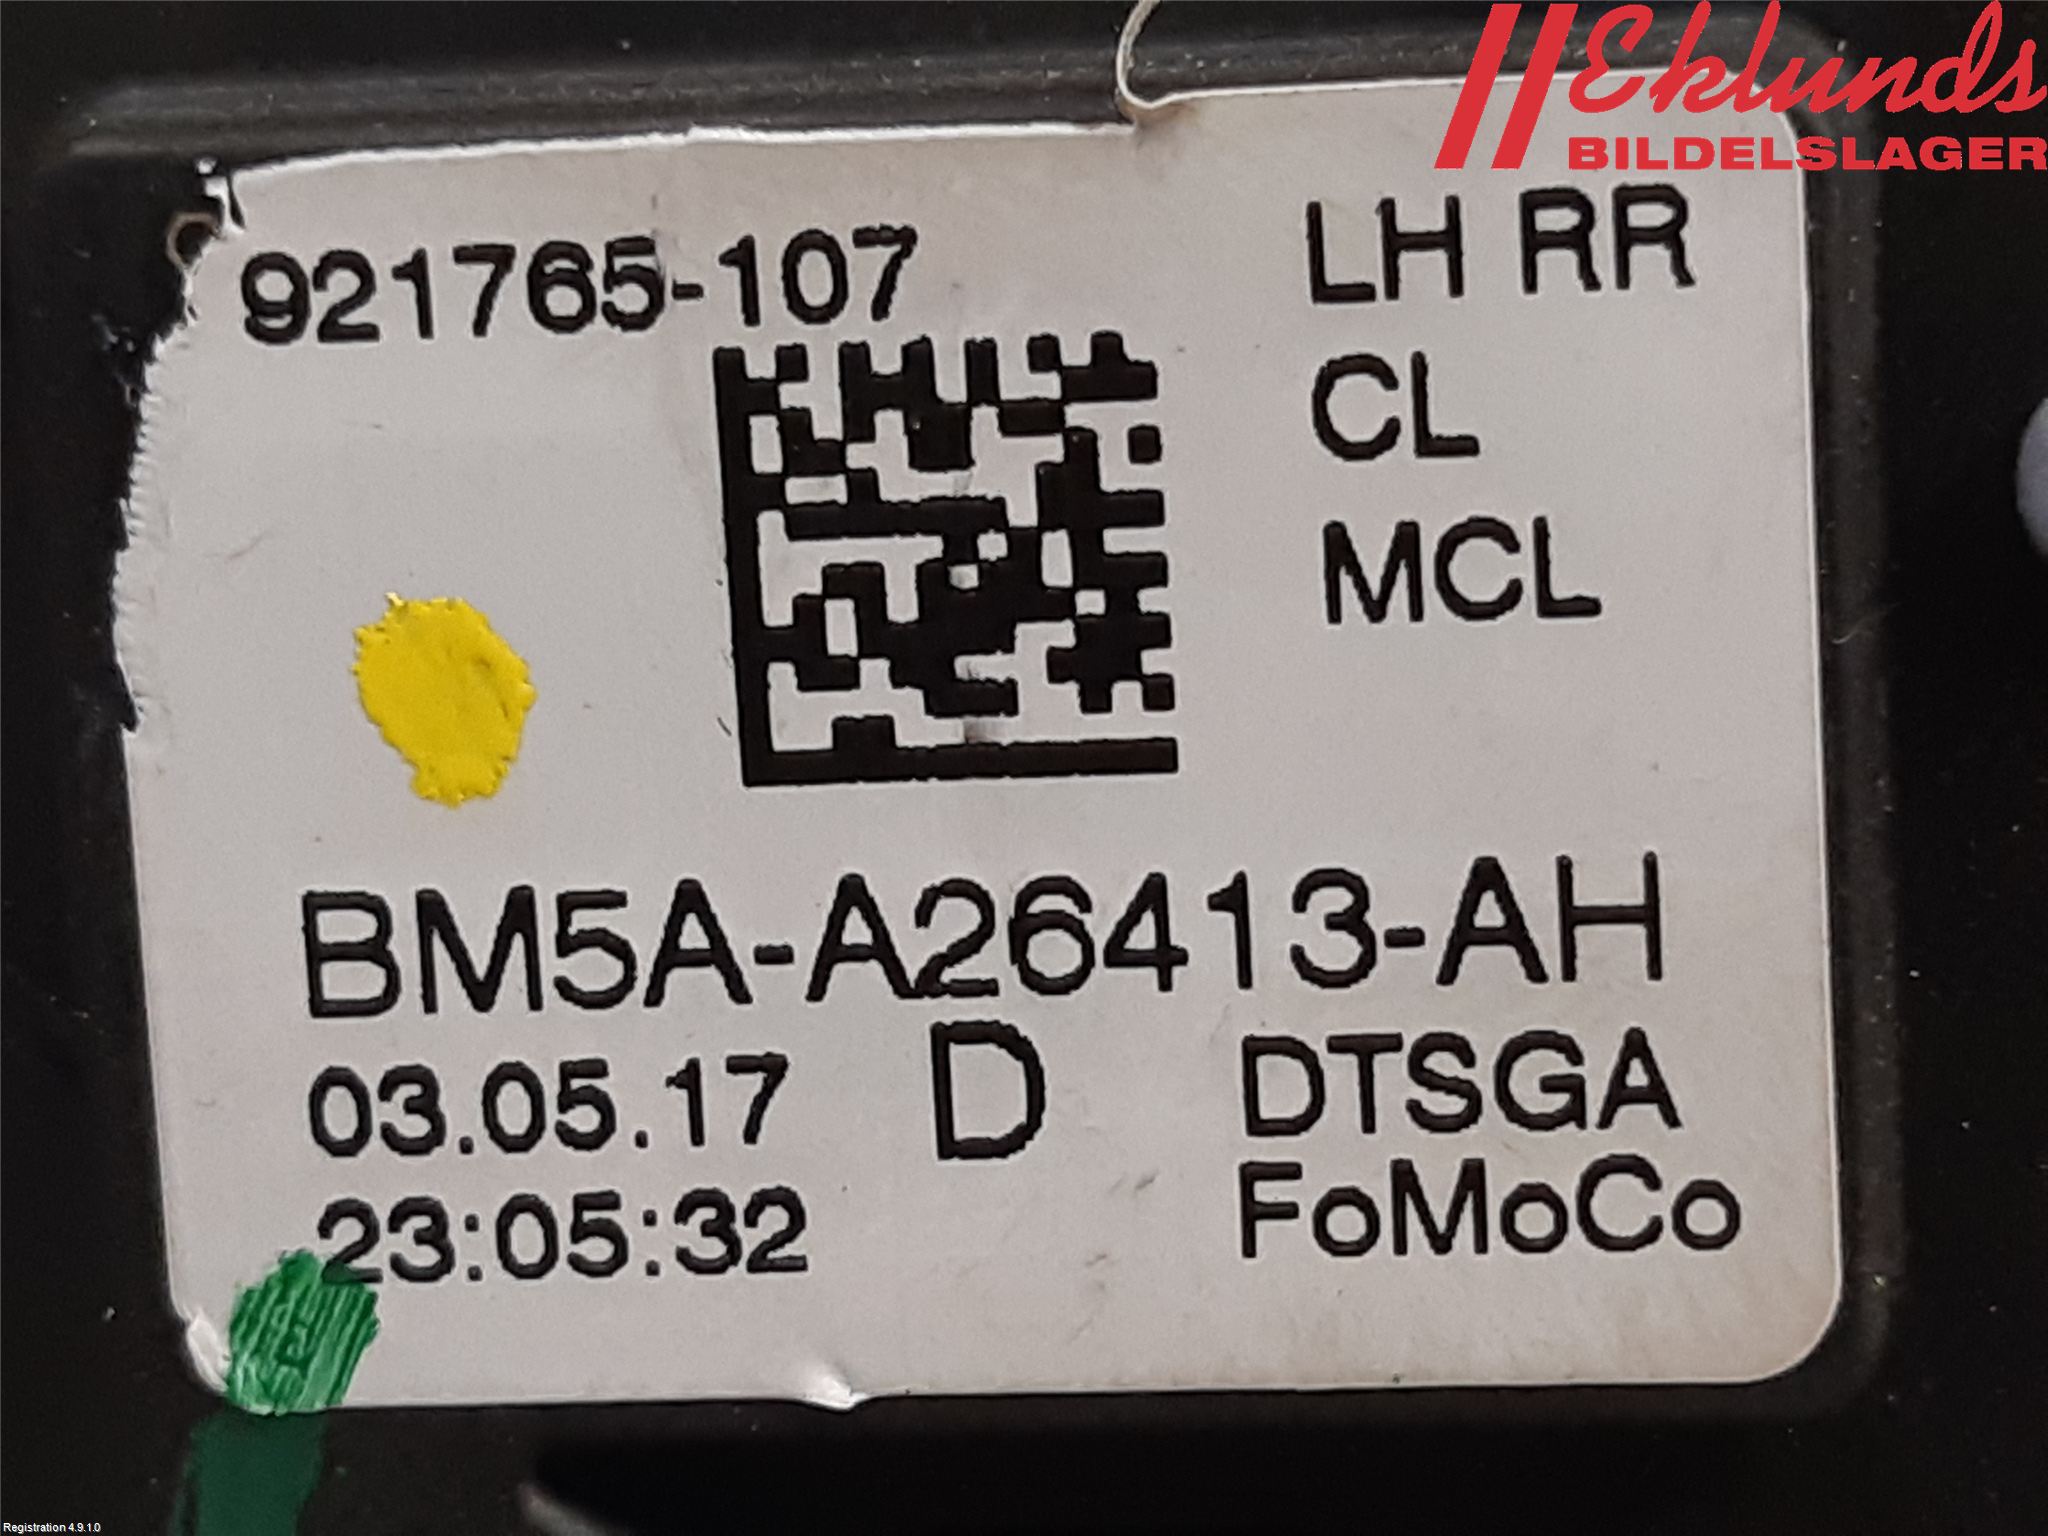 Eklunds
BILDELSLAGER
921765-107
LH RR
CL
MCL
BM5A-A26413-AH
03.05.17 D DTSGA
23:05:32 FoMoCo
Registration 4.9.1.0